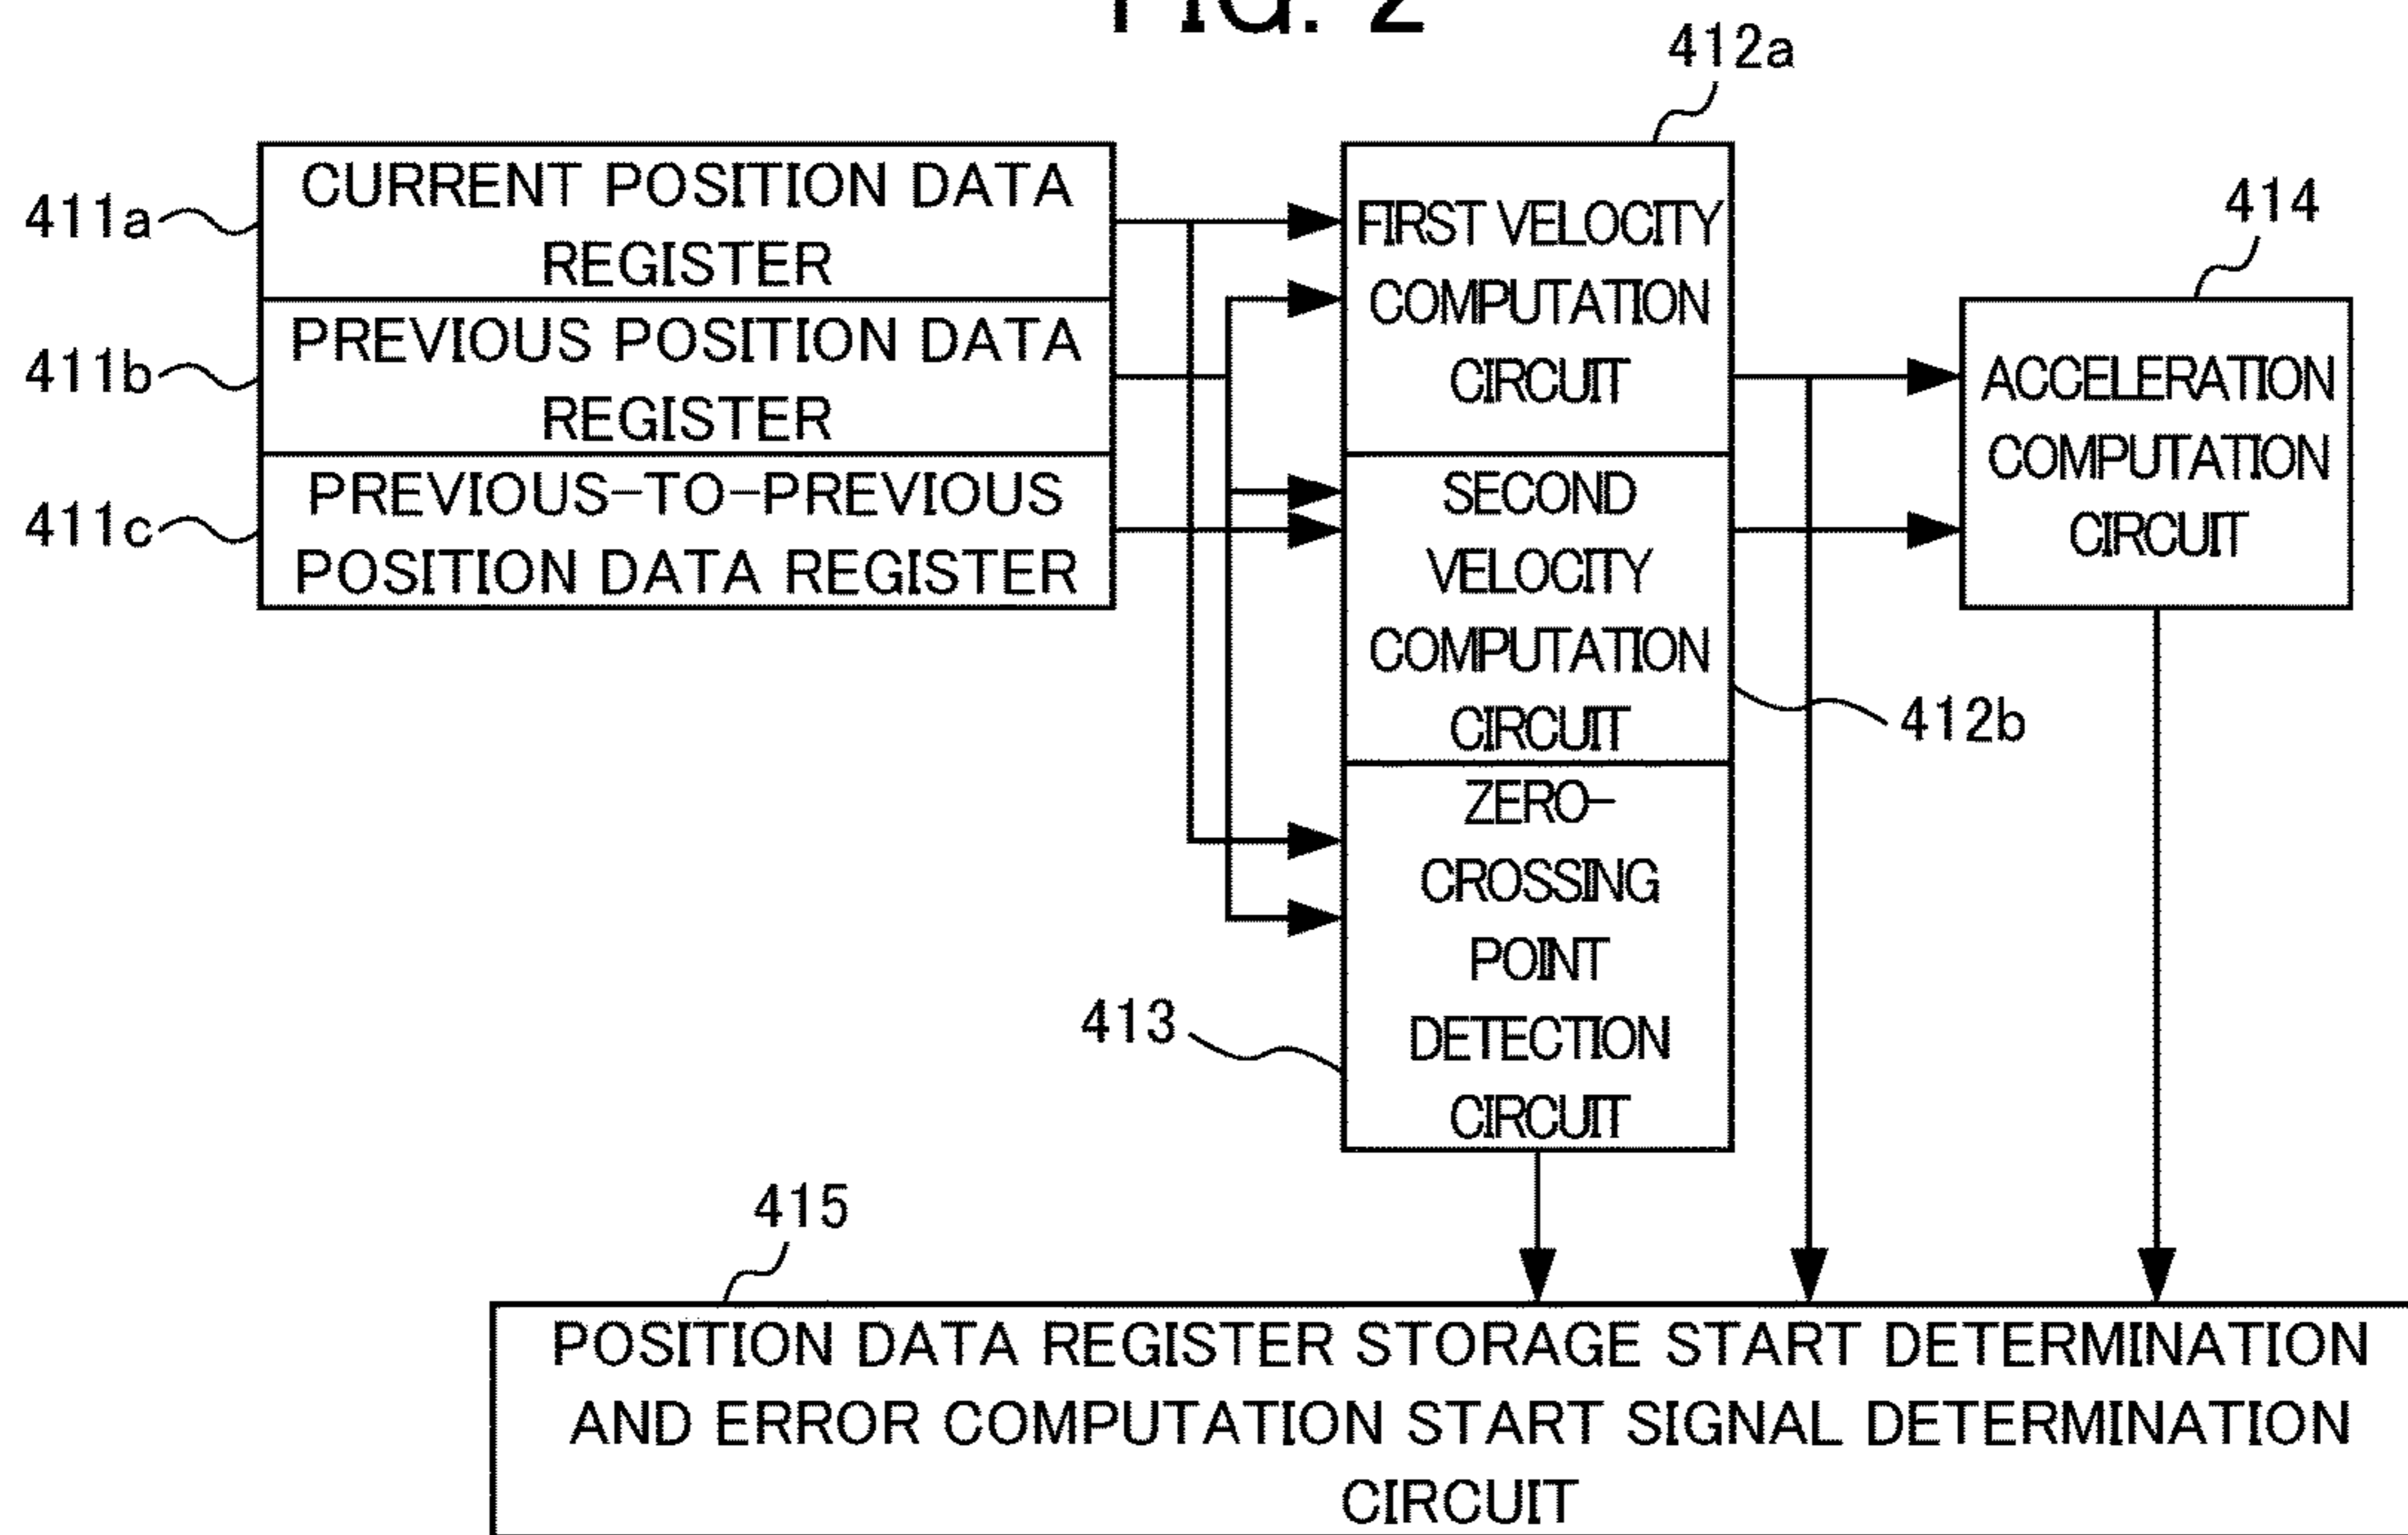 FIG. 2
412a
411a
CURRENT POSITION DATA
REGISTER
411b
PREVIOUS POSITION DATA
REGISTER
411c
PREVIOUS-TO-PREVIOUS
POSITION DATA REGISTER
FIRST VELOCITY
COMPUTATION
CIRCUIT
SECOND
VELOCITY
COMPUTATION
CIRCUIT
412b
ZERO-
CROSSING
POINT
DETECTION
CIRCUIT
413
414
ACCELERATION
COMPUTATION
CIRCUIT
415
POSITION DATA REGISTER STORAGE START DETERMINATION
AND ERROR COMPUTATION START SIGNAL DETERMINATION
CIRCUIT